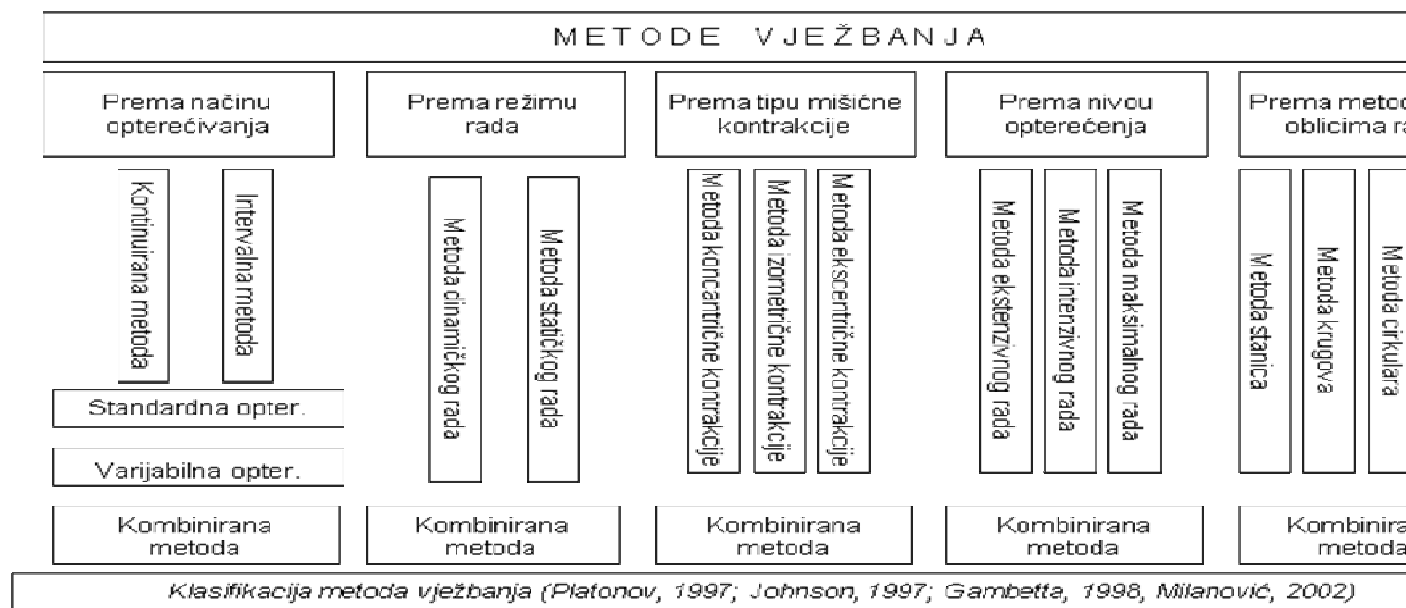 METODE VJEŽBANJA
Prema načinu
opterećivanja
Prema režimu
rada
Prema tipu mišićne
kontrakcije
Prema nivou
opterećenja
Prema
oblicima
Kontinuirana metoda
Intervalna metoda
Standardna opter.
Varijabilna opter.
Metoda dinamičkog rada
Metoda statičkog rada
Metoda koncantrične kontrakcije
Metoda izometrične kontrakcije
Metoda ekscentrične kontrakcije
Metoda ekstenzivnog rada
Metoda intenzivnog rada
Metoda maksimalnog rada
Metoda stanica
Metoda krugova
Metoda cirkulara
Kombinirana
metoda
Kombinirana
metoda
Kombinirana
metoda
Kombinirana
metoda
metoda
Klasifikacija metoda vježbanja (Platonov, 1997; Johnson, 1997; Gambetta, 1998, Milanović, 2002)